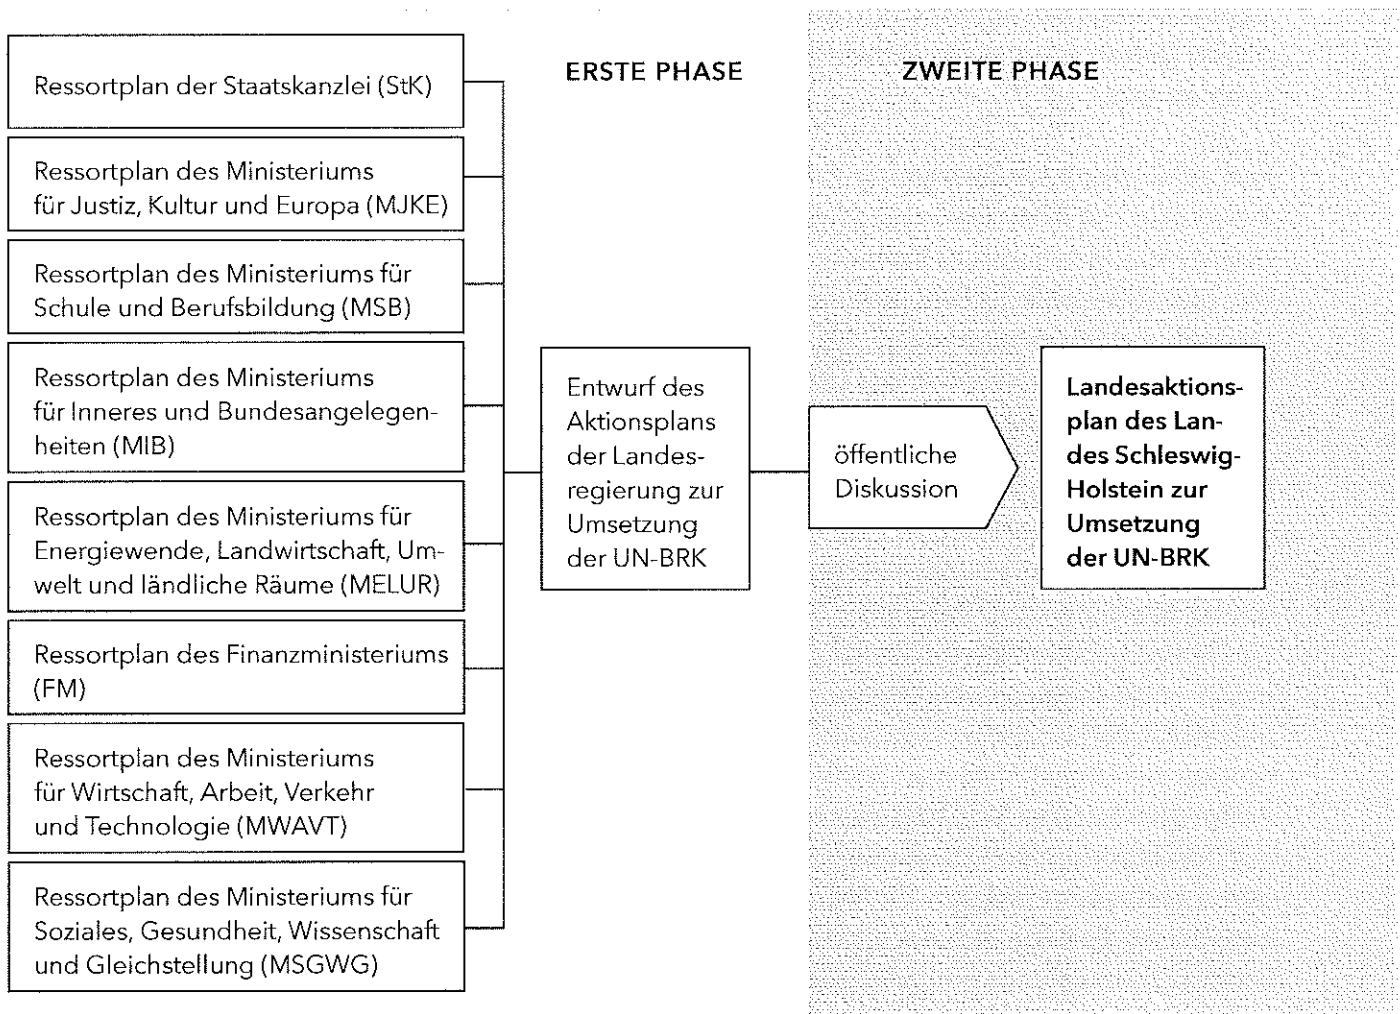 Ressortplan der Staatskanzlei (StK)
Ressortplan des Ministeriums
für Justiz, Kultur und Europa (MJKE)
Ressortplan des Ministeriums für
Schule und Berufsbildung (MSB)
Ressortplan des Ministeriums
für Inneres und Bundesangelegen-
heiten (MIB)
Ressortplan des Ministeriums für
Energiewende, Landwirtschaft, Um-
welt und ländliche Räume (MELUR)
Ressortplan des Finanzministeriums
(FM)
Ressortplan des Ministeriums
für Wirtschaft, Arbeit, Verkehr
und Technologie (MWAVT)
Ressortplan des Ministeriums für
Soziales, Gesundheit, Wissenschaft
und Gleichstellung (MSGWG)
ERSTE PHASE
Entwurf des
Aktionsplans
der Landes-
regierung zur
Umsetzung
der UN-BRK
ZWEITE PHASE
öffentliche
Diskussion
Landesaktions-
plan des Lan-
des Schleswig-
Holstein zur
Umsetzung
der UN-BRK